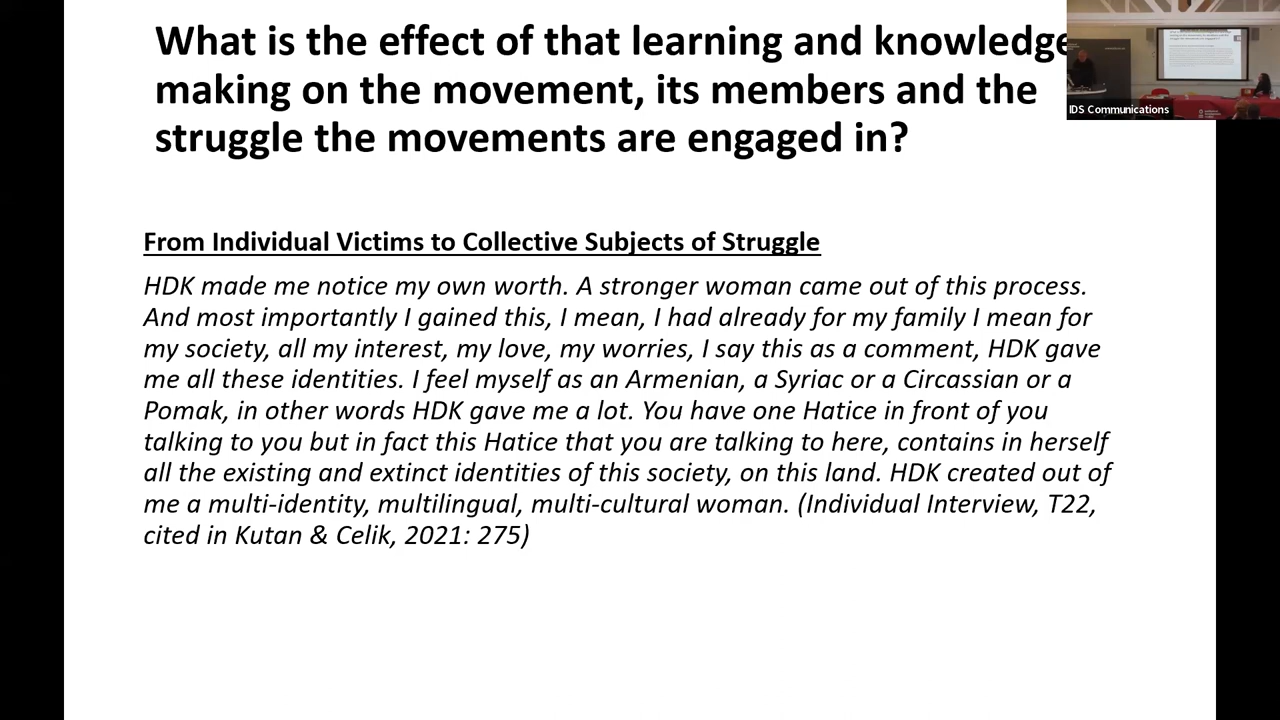 What is the effect of that learning and knowledge
making on the movement, its members and the
struggle the movements are engaged in?
IDS Communications
From Individual Victims to Collective Subjects of Struggle
HDK made me notice my own worth. A stronger woman came out of this process.
And most importantly I gained this, I mean, I had already for my family I mean for
my society, all my interest, my love, my worries, I say this as a comment, HDK gave
me all these identities. I feel myself as an Armenian, a Syriac or a Circassian or a
Pomak, in other words HDK gave me a lot. You have one Hatice in front of you
talking to you but in fact this Hatice that you are talking to here, contains in herself
all the existing and extinct identities of this society, on this land. HDK created out of
me a multi-identity, multilingual, multi-cultural woman. (Individual Interview, T22,
cited in Kutan & Celik, 2021: 275)